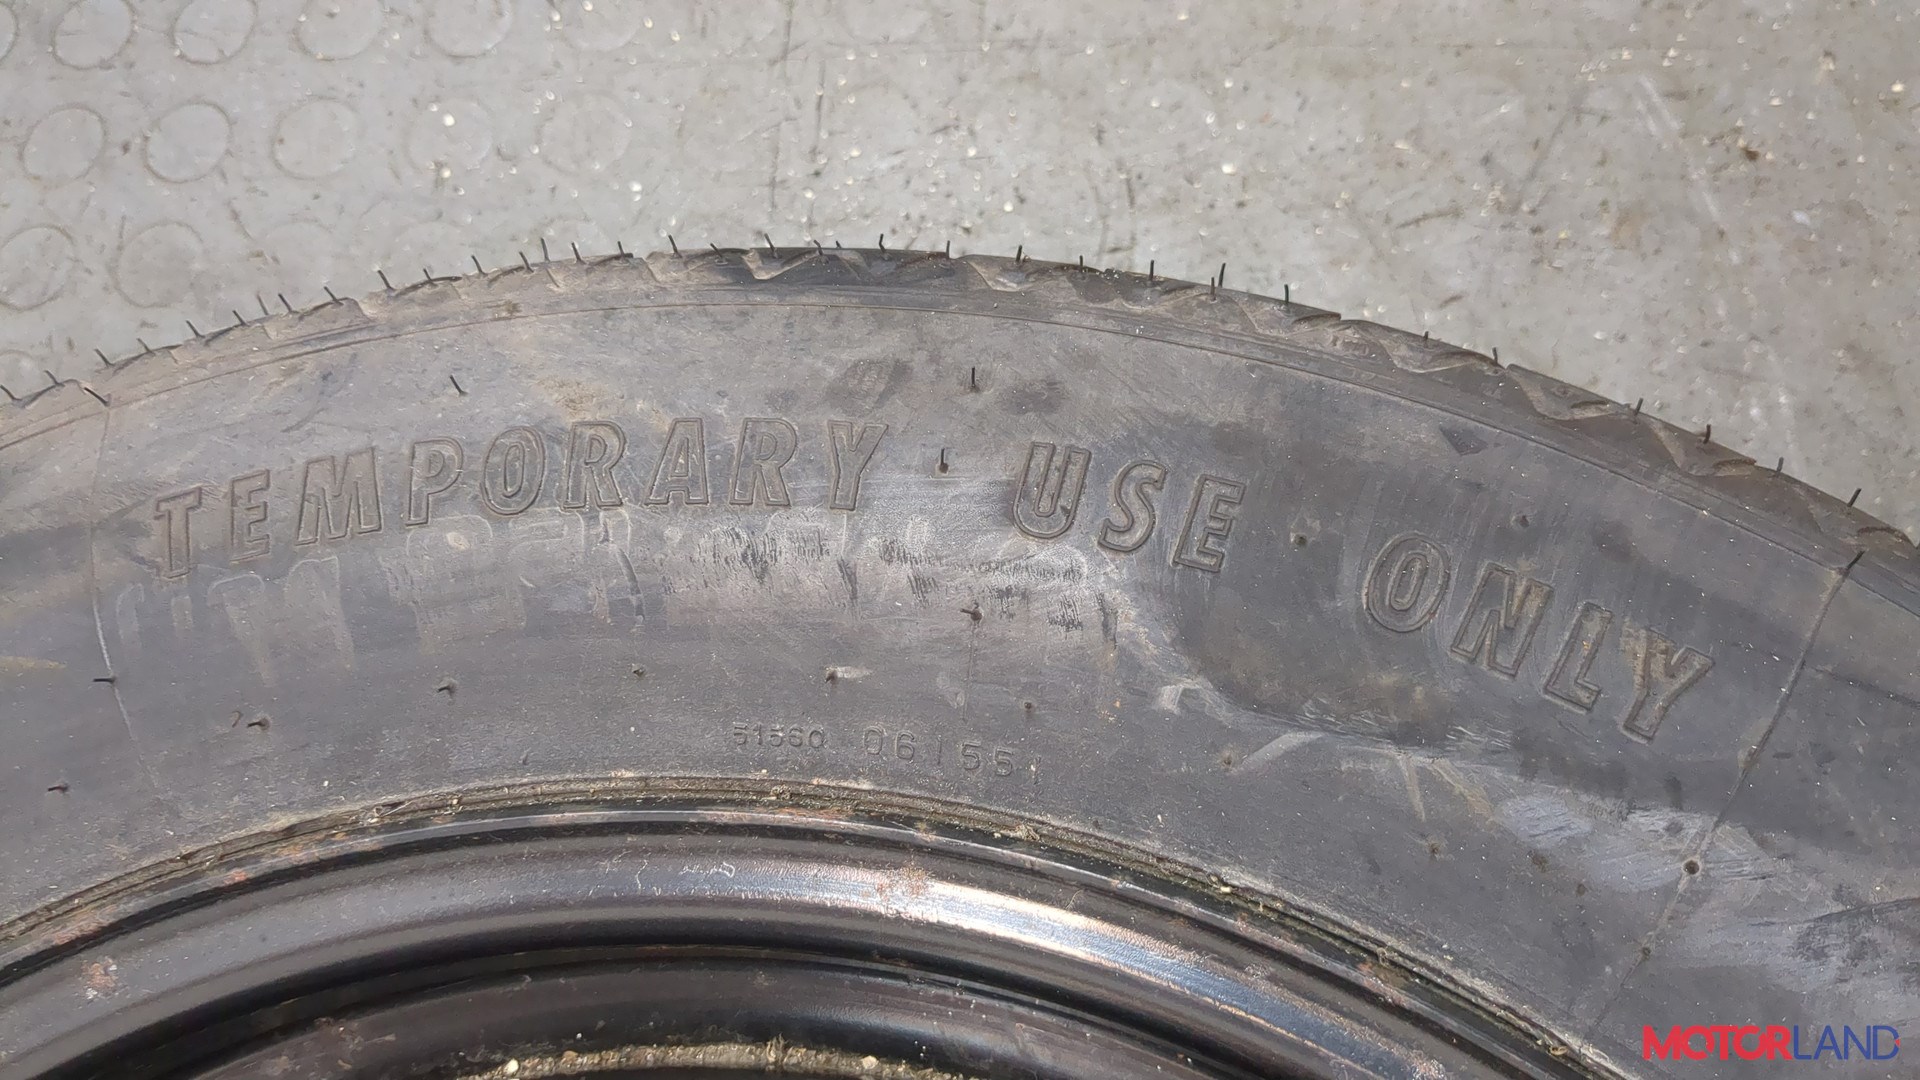 TEMPORARY USE ONLY
51560 06155
MOTORLAND